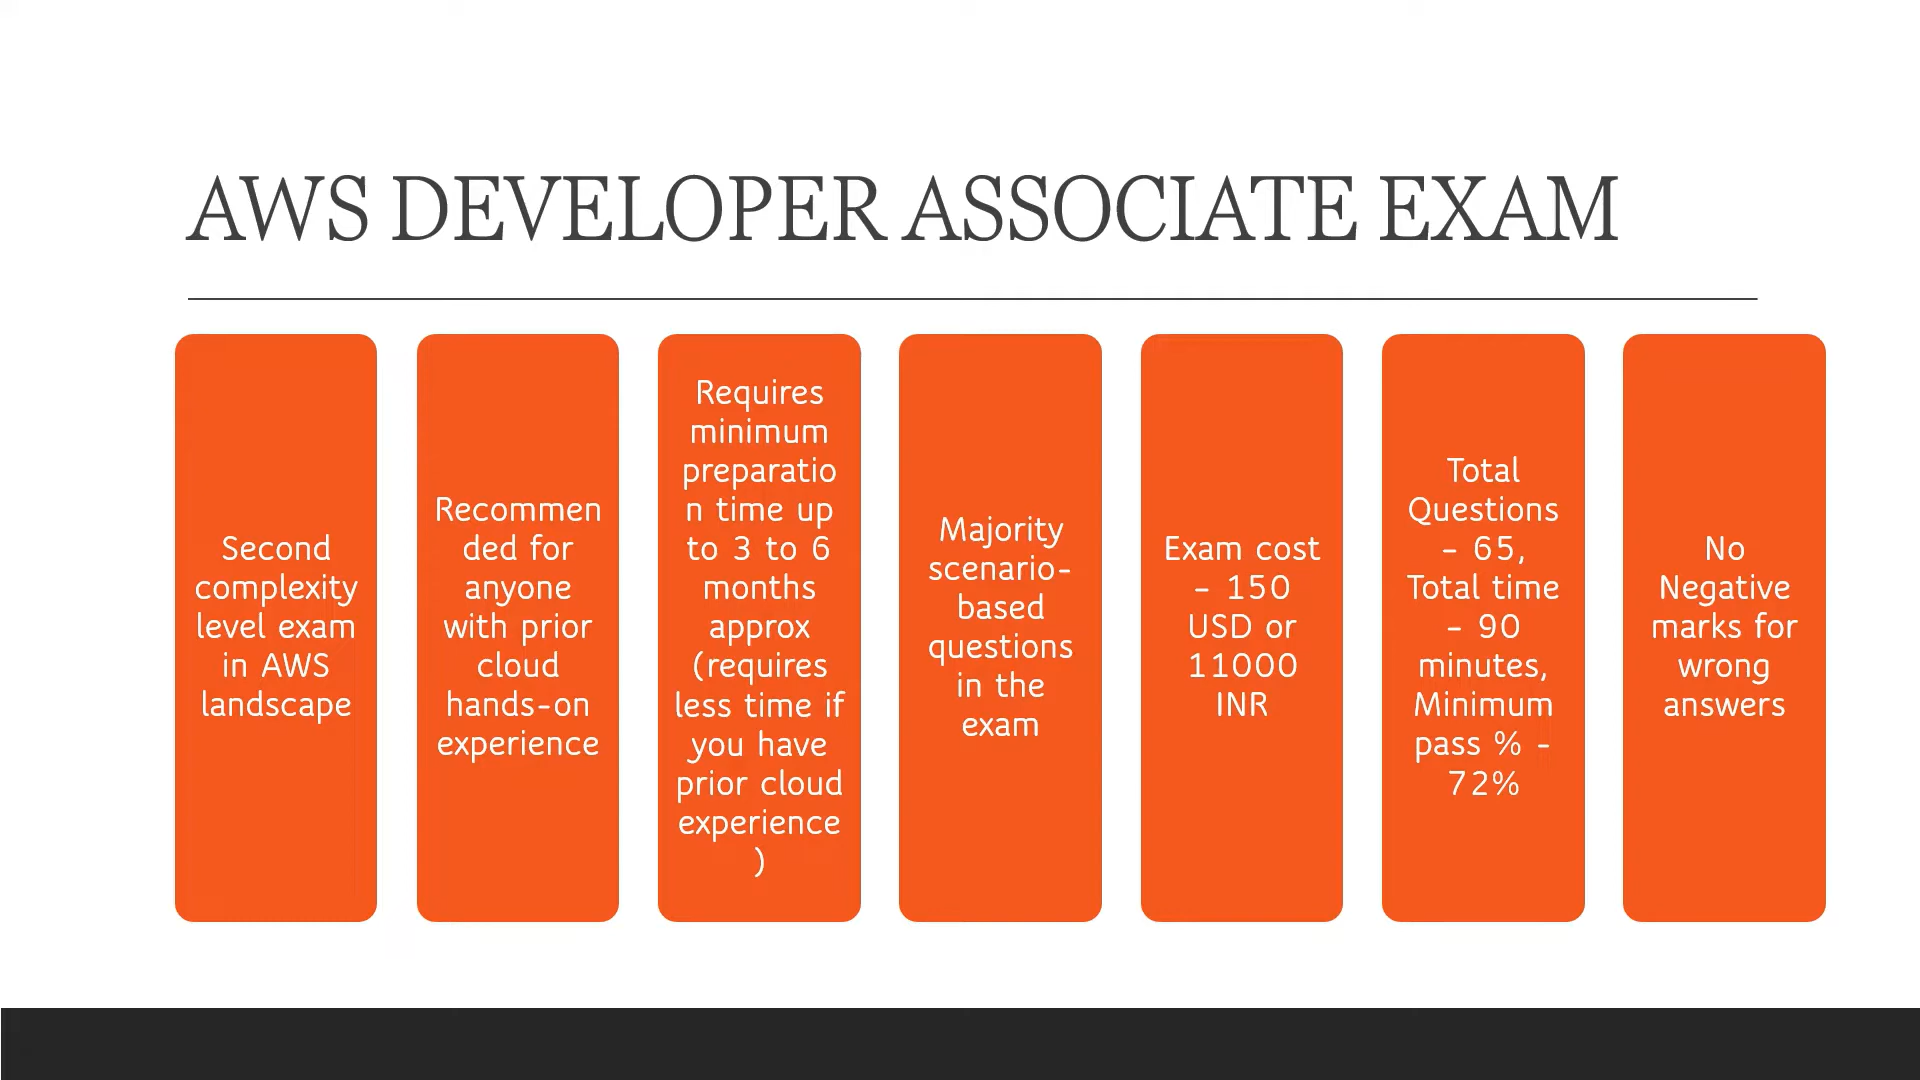 AWS DEVELOPER ASSOCIATE EXAM
Second
complexity
level exam
in AWS
landscape
Recommen
ded for
anyone
with prior
cloud
hands-on
experience
Requires
minimum
preparatio
n time up
to 3 to 6
months
approx
(requires
less time if
you have
prior cloud
experience
)
Majority
scenario-
based
questions
in the
exam
Exam cost
– 150
USD or
11000
INR
Total
Questions
– 65,
Total time
– 90
minutes,
Minimum
pass % -
72%
No
Negative
marks for
wrong
answers